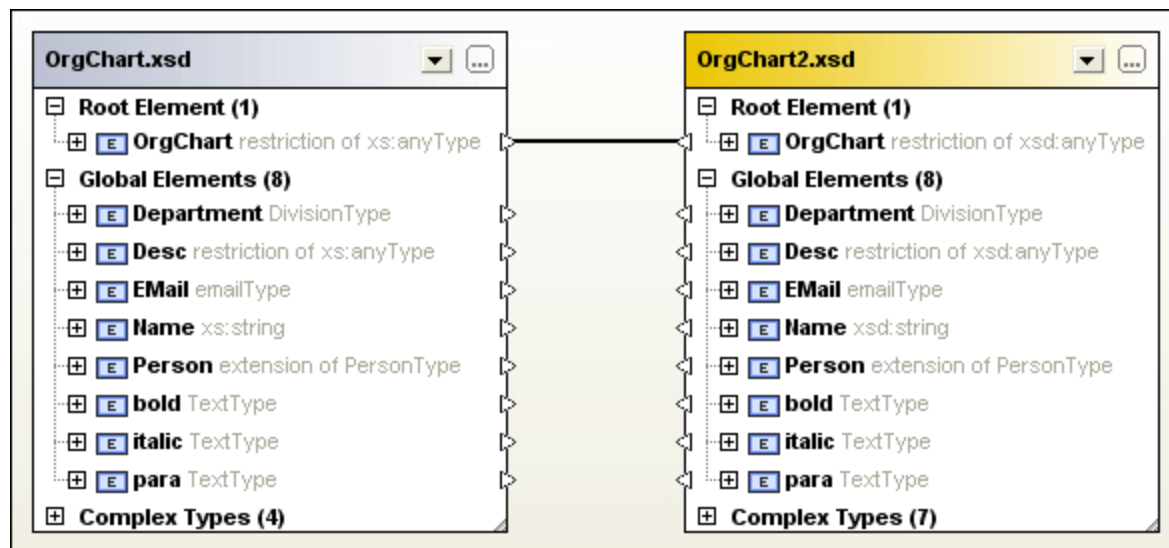 OrgChart.xsd
...
Root Element (1)
E OrgChart restriction of xs:anyType
Global Elements (8)
E Department DivisionType
E Desc restriction of xs:anyType
E EMail emailType
E Name xs:string
E Person extension of PersonType
E bold TextType
E italic TextType
E para TextType
Complex Types (4)
OrgChart2.xsd
...
Root Element (1)
E OrgChart restriction of xsd:anyType
Global Elements (8)
E Department DivisionType
E Desc restriction of xsd:anyType
E EMail emailType
E Name xsd:string
E Person extension of PersonType
E bold TextType
E italic TextType
E para TextType
Complex Types (7)